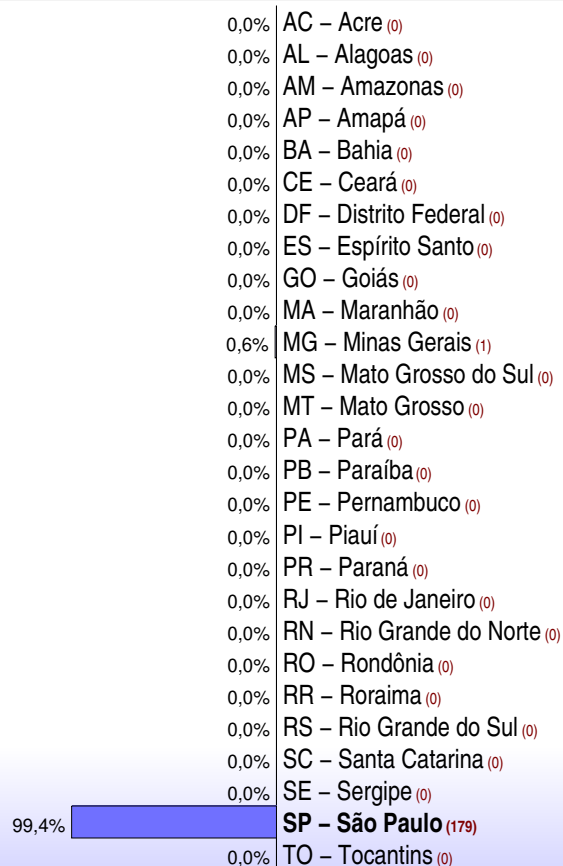 0,0% AC – Acre (0)
0,0% AL – Alagoas (0)
0,0% AM – Amazonas (0)
0,0% AP – Amapá (0)
0,0% BA – Bahia (0)
0,0% CE – Ceará (0)
0,0% DF – Distrito Federal (0)
0,0% ES – Espírito Santo (0)
0,0% GO – Goiás (0)
0,0% MA – Maranhão (0)
0,6% MG – Minas Gerais (1)
0,0% MS – Mato Grosso do Sul (0)
0,0% MT – Mato Grosso (0)
0,0% PA – Pará (0)
0,0% PB – Paraíba (0)
0,0% PE – Pernambuco (0)
0,0% PI – Piauí (0)
0,0% PR – Paraná (0)
0,0% RJ – Rio de Janeiro (0)
0,0% RN – Rio Grande do Norte (0)
0,0% RO – Rondônia (0)
0,0% RR – Roraima (0)
0,0% RS – Rio Grande do Sul (0)
0,0% SC – Santa Catarina (0)
0,0% SE – Sergipe (0)
99,4% SP – São Paulo (179)
0,0% TO – Tocantins (0)